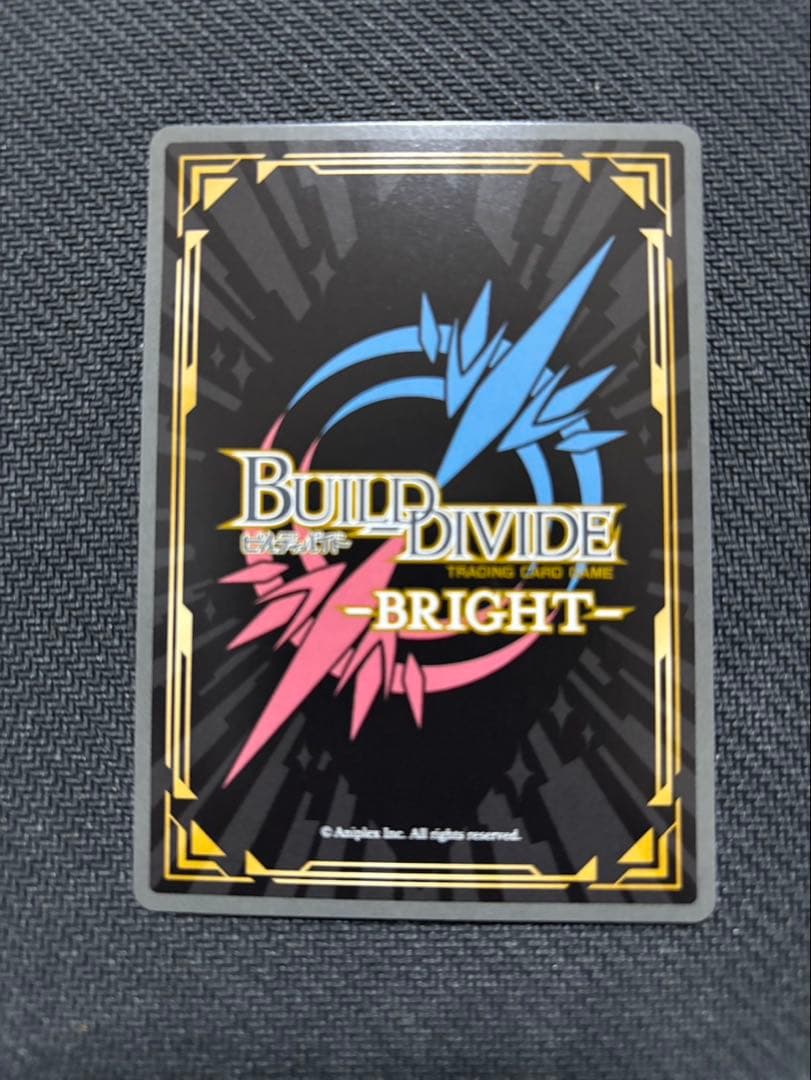 BUILD DIVIDE
ビルディバイド
TRADING CARD GAME
-BRIGHT-
© Aniplex Inc. All rights reserved.